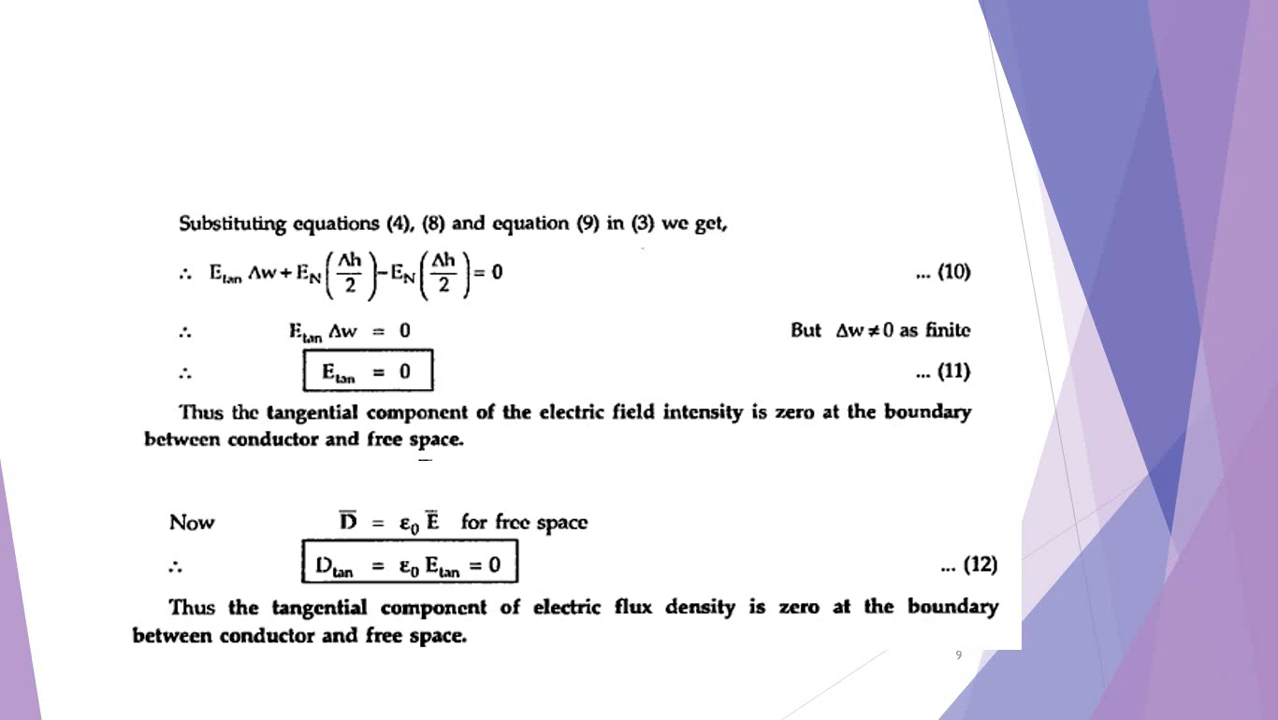 Substituting equations (4), (8) and equation (9) in (3) we get,
∴ E_tan Δw + E_N (Δh/2) − E_N (Δh/2) = 0 ... (10)
∴ E_tan Δw = 0 But Δw ≠ 0 as finite
∴ E_tan = 0 ... (11)
Thus the tangential component of the electric field intensity is zero at the boundary
between conductor and free space.
Now D̅ = ε₀ E̅ for free space
∴ D_tan = ε₀ E_tan = 0 ... (12)
Thus the tangential component of electric flux density is zero at the boundary
between conductor and free space.
9